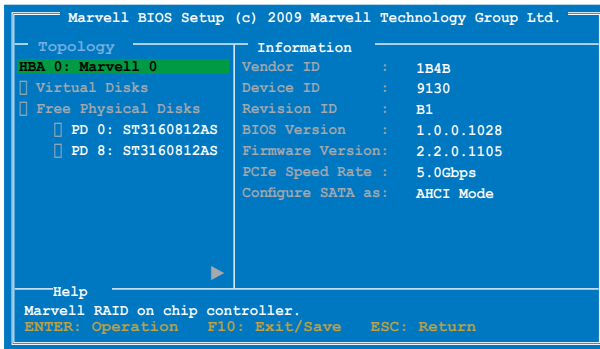 Marvell BIOS Setup (c) 2009 Marvell Technology Group Ltd.
Topology
HBA 0: Marvell 0
Virtual Disks
Free Physical Disks
PD 0: ST3160812AS
PD 8: ST3160812AS
Information
Vendor ID : 1B4B
Device ID : 9130
Revision ID : B1
BIOS Version : 1.0.0.1028
Firmware Version: 2.2.0.1105
PCIe Speed Rate : 5.0Gbps
Configure SATA as: AHCI Mode
Help
Marvell RAID on chip controller.
ENTER: Operation F10: Exit/Save ESC: Return